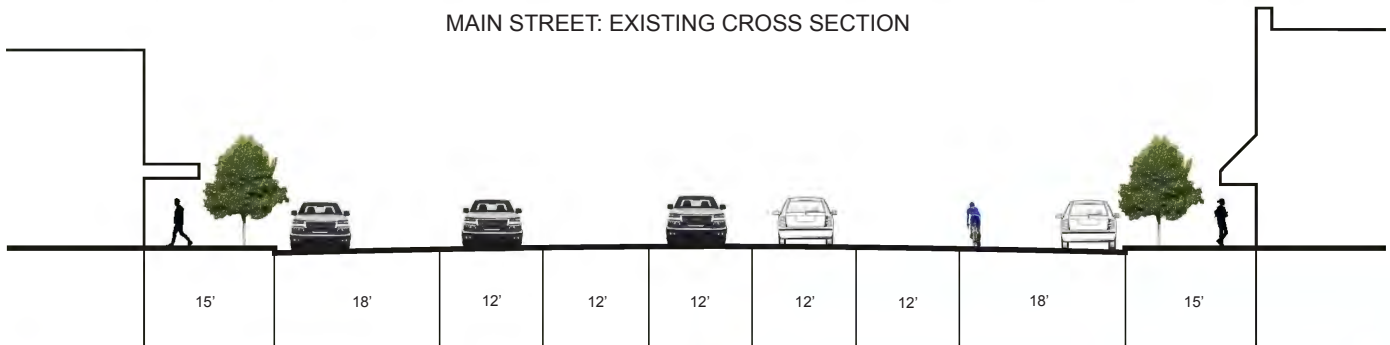 MAIN STREET: EXISTING CROSS SECTION
15’ 18’ 12’ 12’ 12’ 12’ 12’ 18’ 15’